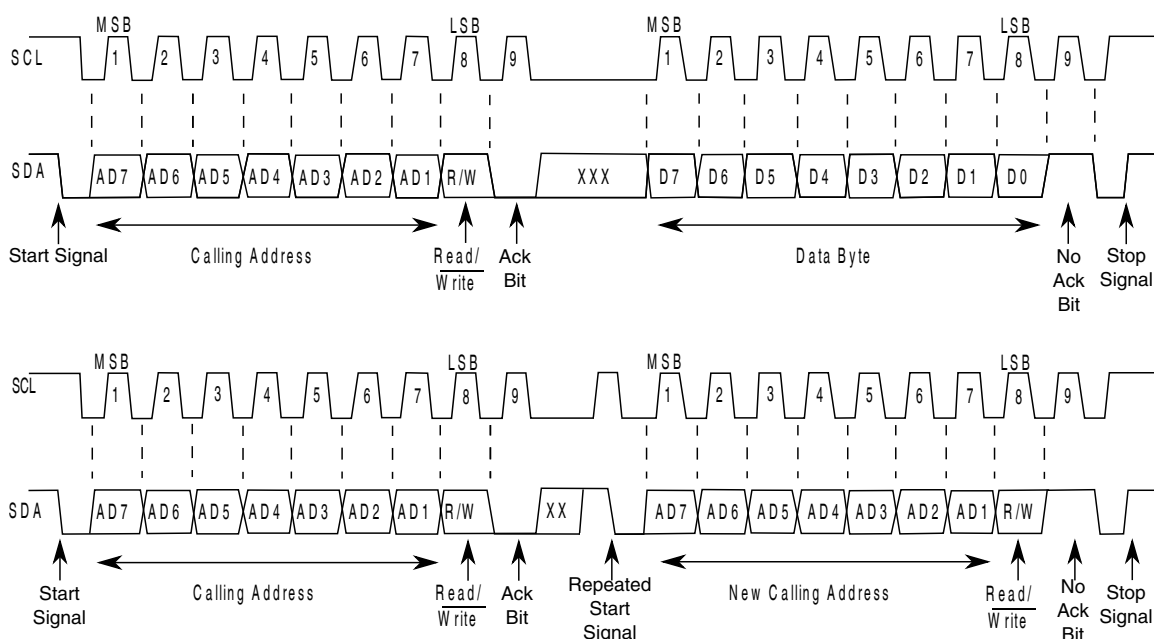 MSB LSB MSB LSB
SCL 1 2 3 4 5 6 7 8 9 1 2 3 4 5 6 7 8 9
SDA AD7 AD6 AD5 AD4 AD3 AD2 AD1 R/W XXX D7 D6 D5 D4 D3 D2 D1 D0
Start Signal Calling Address Read/ Ack Data Byte No Stop
Write Bit Ack Signal
Bit
MSB LSB MSB LSB
SCL 1 2 3 4 5 6 7 8 9 1 2 3 4 5 6 7 8 9
SDA AD7 AD6 AD5 AD4 AD3 AD2 AD1 R/W XX AD7 AD6 AD5 AD4 AD3 AD2 AD1 R/W
Start Calling Address Read/ Ack Repeated New Calling Address Read/ No Stop
Signal Write Bit Start Write Ack Signal
Signal Bit